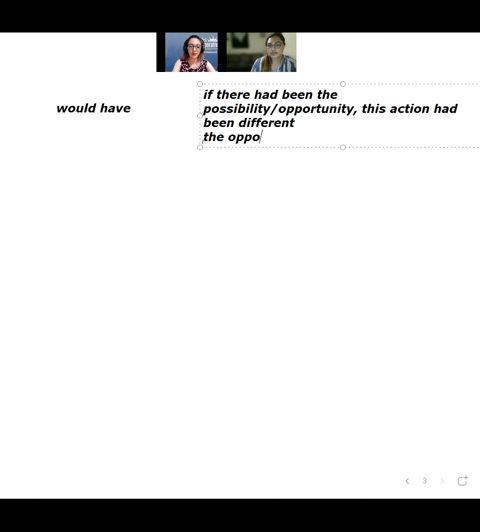 would have
if there had been the
possibility/opportunity, this action had
been different
the oppo
3